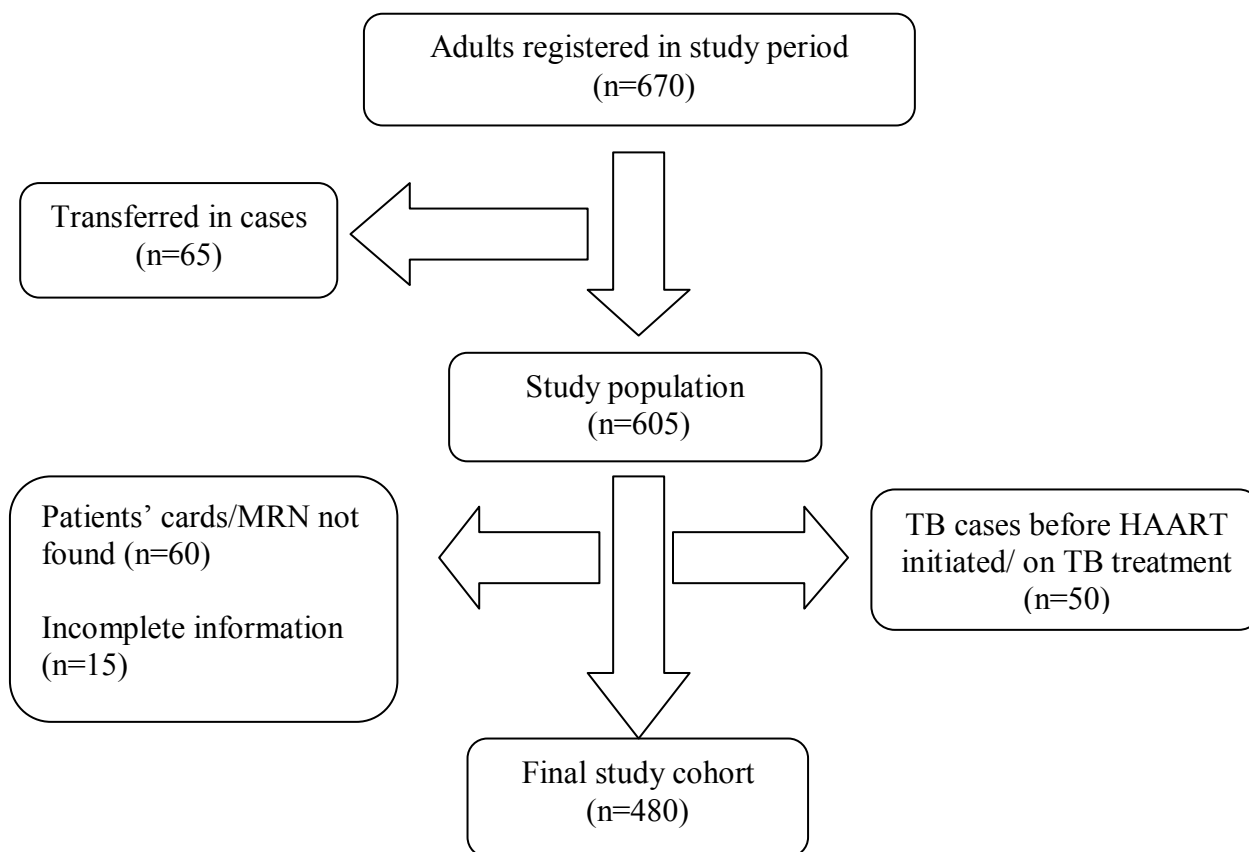 Adults registered in study period
(n=670)
Transferred in cases
(n=65)
Study population
(n=605)
Patients’ cards/MRN not
found (n=60)
Incomplete information
(n=15)
TB cases before HAART
initiated/ on TB treatment
(n=50)
Final study cohort
(n=480)